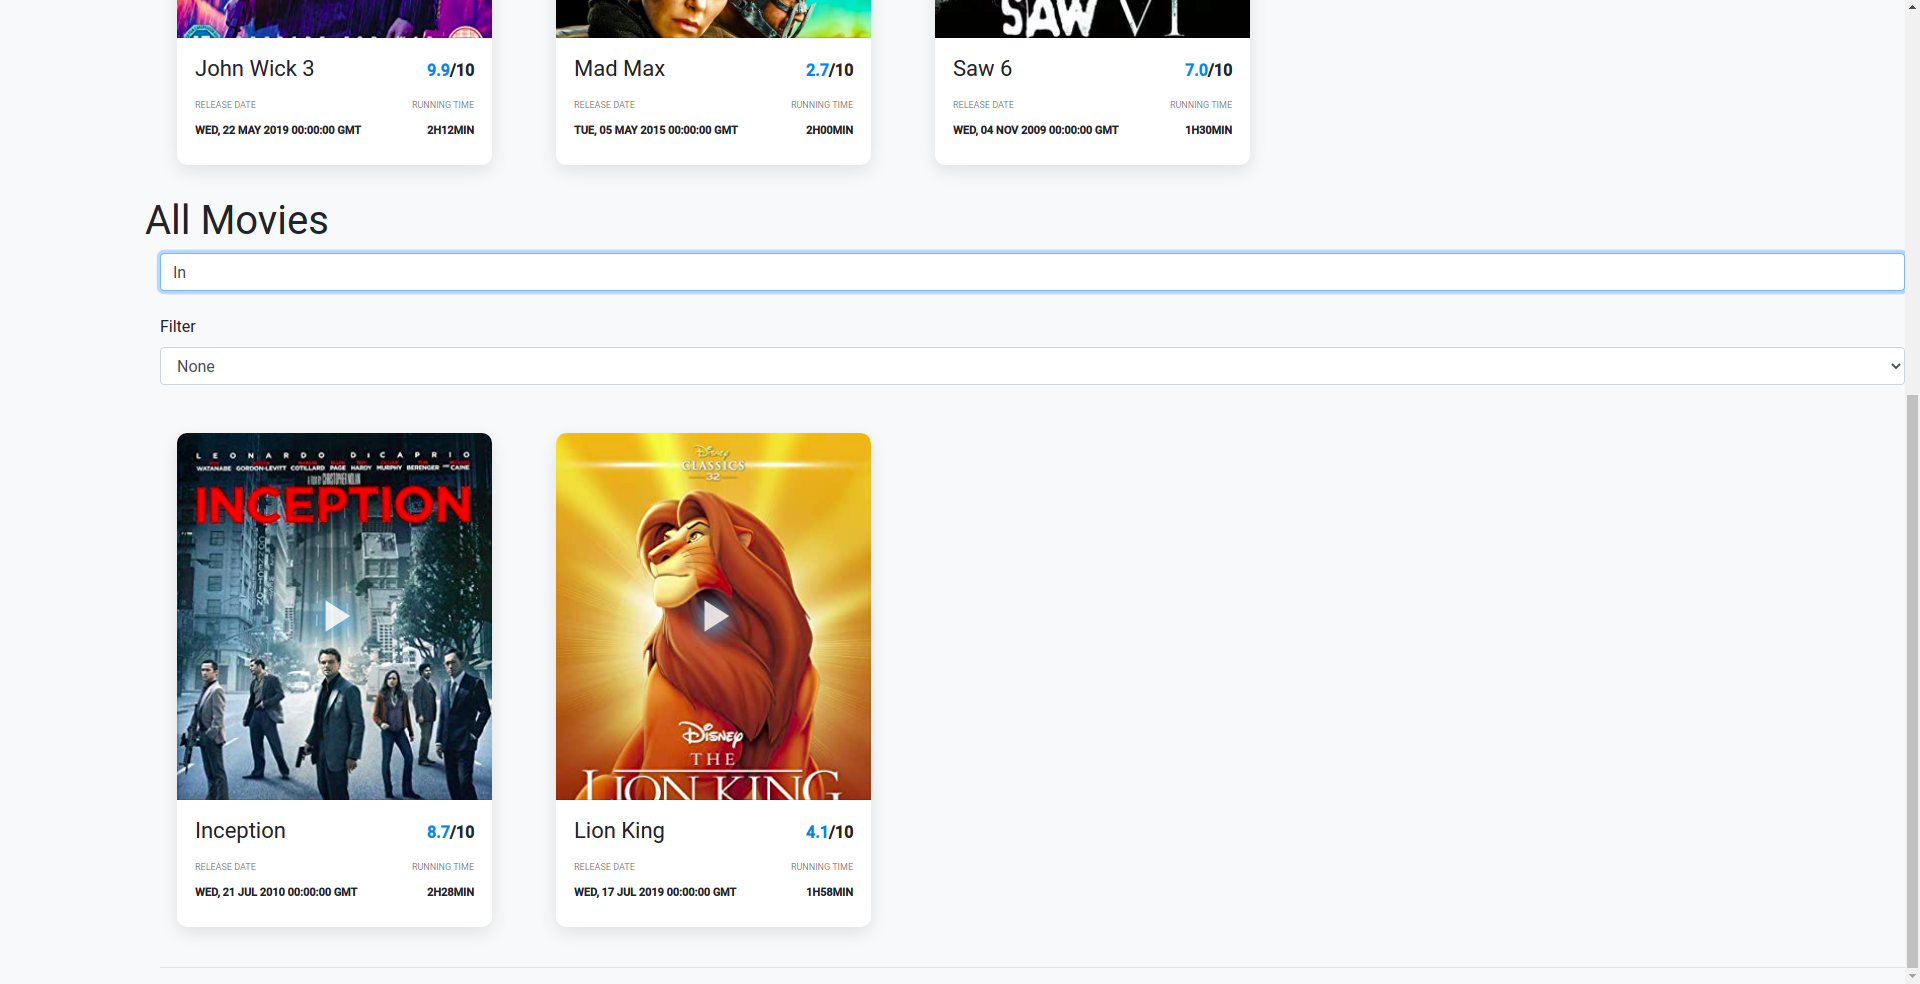 SAW VI
John Wick 3 9.9/10
RELEASE DATE RUNNING TIME
WED, 22 MAY 2019 00:00:00 GMT 2H12MIN
Mad Max 2.7/10
RELEASE DATE RUNNING TIME
TUE, 05 MAY 2015 00:00:00 GMT 2H00MIN
Saw 6 7.0/10
RELEASE DATE RUNNING TIME
WED, 04 NOV 2009 00:00:00 GMT 1H30MIN
All Movies
In
Filter
None
LEONARDO DiCAPRIO
WATANABE GORDON-LEVITT COTILLARD PAGE HARDY MURPHY BERENGER AND CAINE
A FILM BY CHRISTOPHER NOLAN
INCEPTION
Inception 8.7/10
RELEASE DATE RUNNING TIME
WED, 21 JUL 2010 00:00:00 GMT 2H28MIN
Disney
CLASSICS
32
Disney
THE
LION KING
Lion King 4.1/10
RELEASE DATE RUNNING TIME
WED, 17 JUL 2019 00:00:00 GMT 1H58MIN